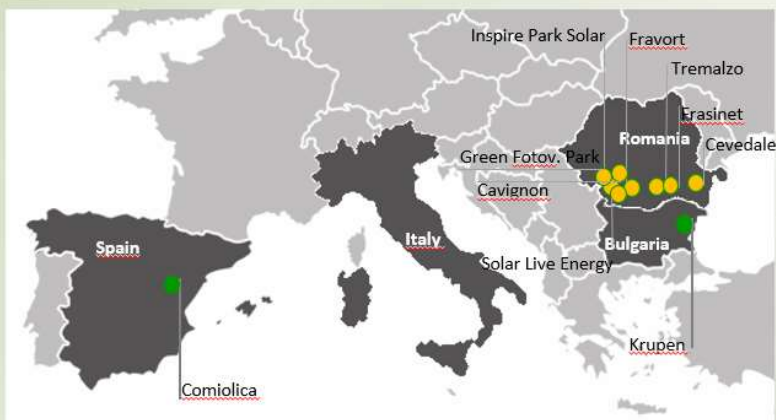 Inspire Park Solar
Fravort
Tremalzo
Frasinet
Romania
Cevedale
Green Fotov. Park
Cavignon
Spain
Italy
Bulgaria
Solar Live Energy
Krupen
Comiolica